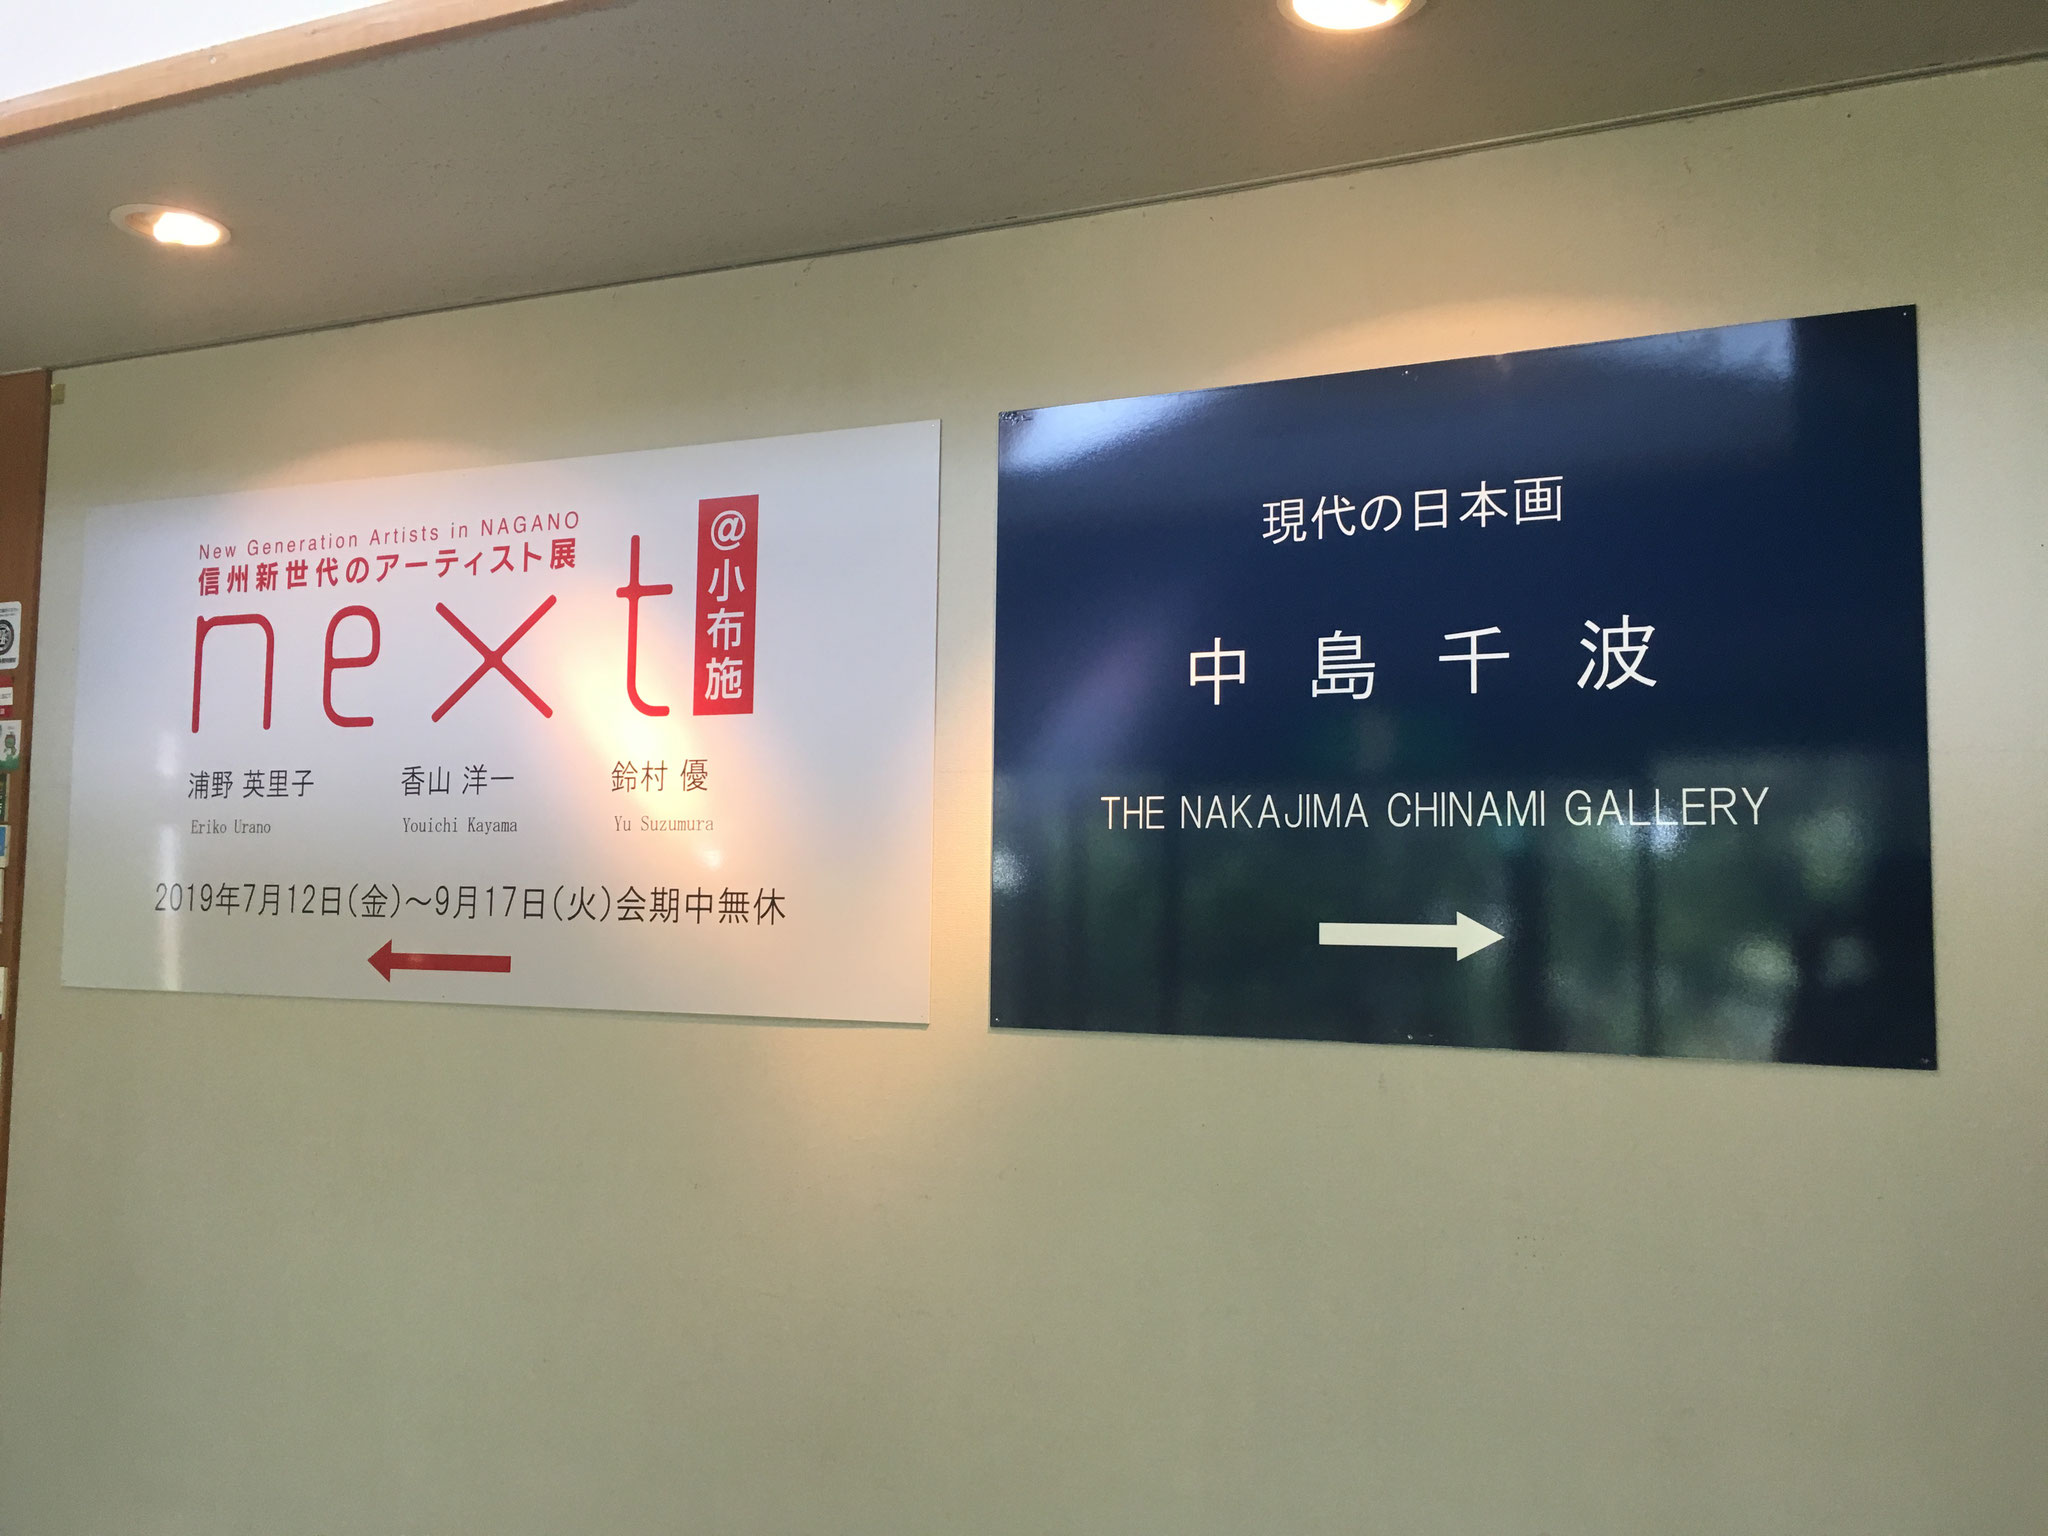 New Generation Artists in NAGANO
信州新世代のアーティスト展
next
@小布施
浦野 英里子
香山 洋一
鈴村 優
Eriko Urano
Youichi Kayama
Yu Suzumura
2019年7月12日(金)～9月17日(火)会期中無休
現代の日本画
中島千波
THE NAKAJIMA CHINAMI GALLERY